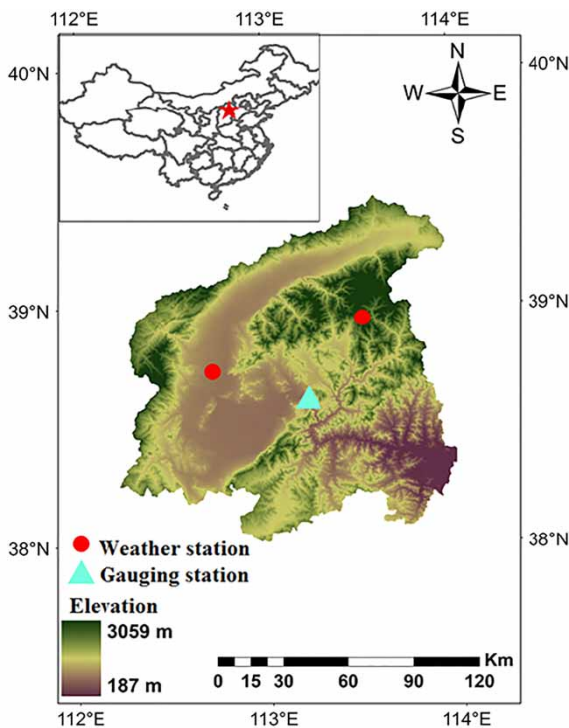 112°E 113°E 114°E
40°N 40°N
N
W E
S
39°N 39°N
38°N 38°N
Weather station
Gauging station
Elevation
3059 m
187 m
Km
0 15 30 60 90 120
112°E 113°E 114°E